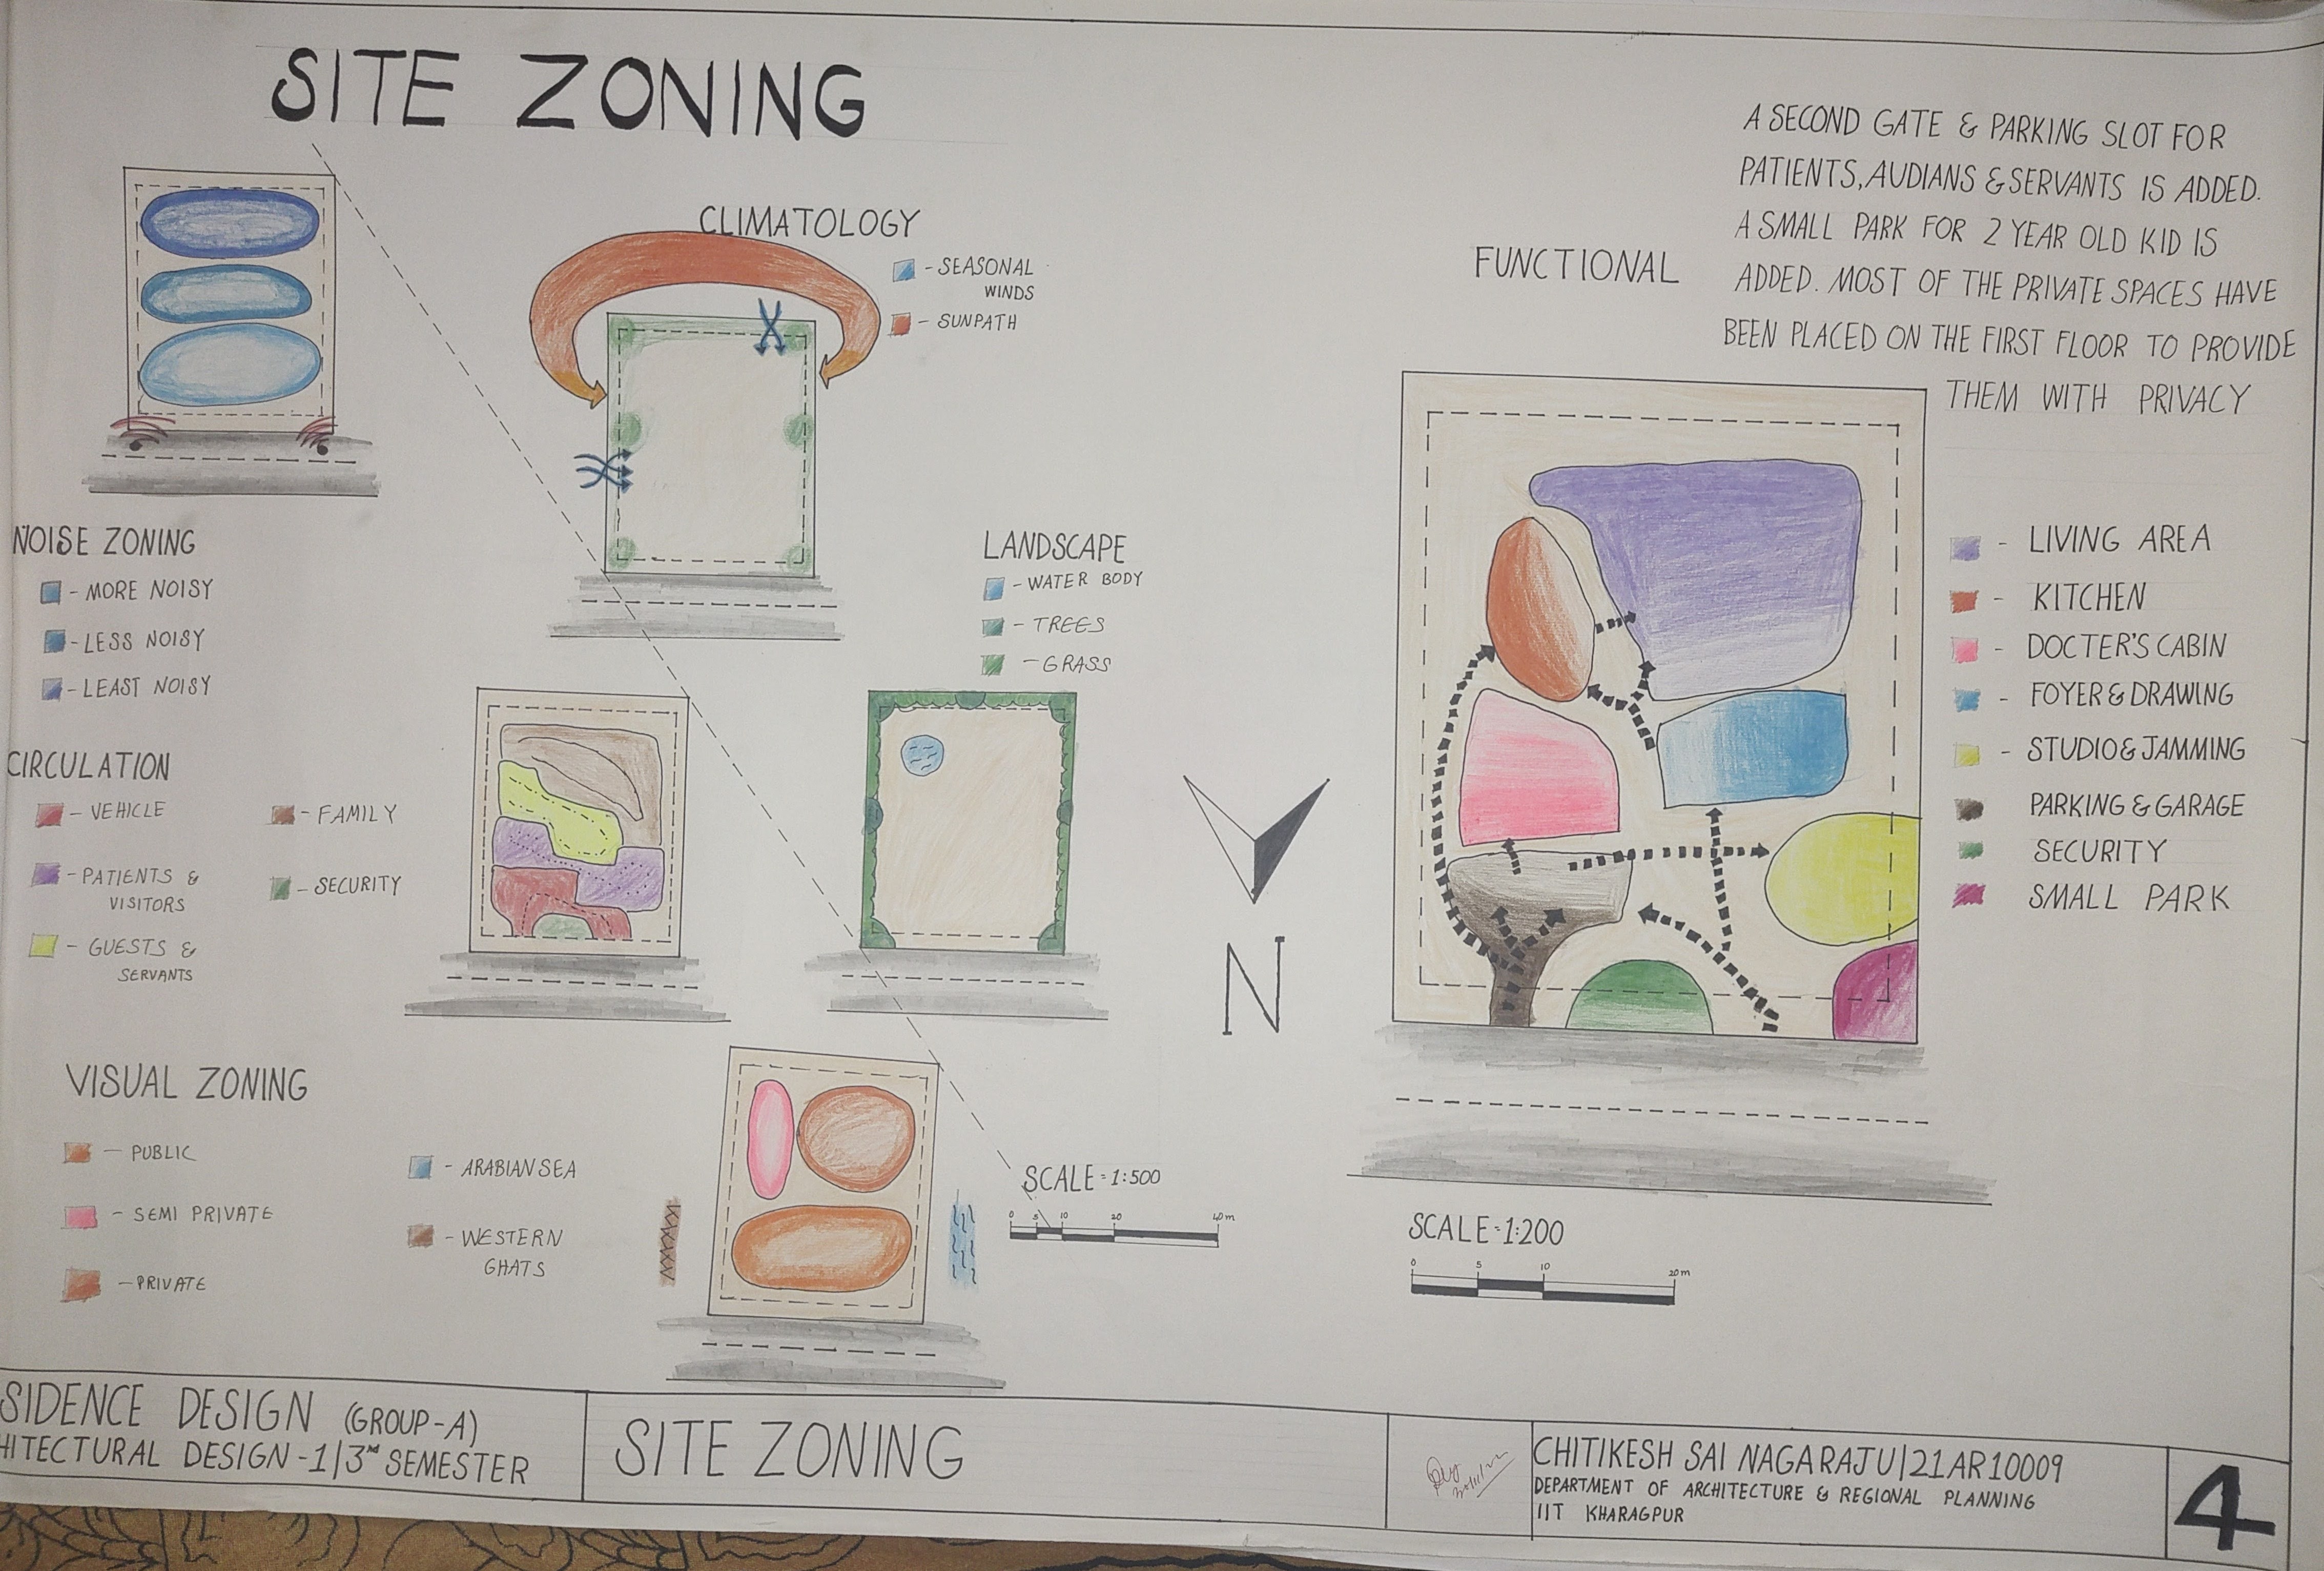 SITE ZONING
CLIMATOLOGY
- SEASONAL
WINDS
- SUNPATH
NOISE ZONING
- MORE NOISY
- LESS NOISY
- LEAST NOISY
LANDSCAPE
- WATER BODY
- TREES
- GRASS
CIRCULATION
- VEHICLE
- FAMILY
- PATIENTS &
VISITORS
- SECURITY
- GUESTS &
SERVANTS
N
VISUAL ZONING
- PUBLIC
- ARABIAN SEA
- SEMI PRIVATE
- WESTERN
GHATS
- PRIVATE
SCALE = 1:500
0 5 10 20 40 m
FUNCTIONAL
A SECOND GATE & PARKING SLOT FOR
PATIENTS, AUDIANS & SERVANTS IS ADDED.
A SMALL PARK FOR 2 YEAR OLD KID IS
ADDED. MOST OF THE PRIVATE SPACES HAVE
BEEN PLACED ON THE FIRST FLOOR TO PROVIDE
THEM WITH PRIVACY
- LIVING AREA
- KITCHEN
- DOCTER'S CABIN
- FOYER & DRAWING
- STUDIO & JAMMING
PARKING & GARAGE
SECURITY
SMALL PARK
SCALE = 1:200
0 5 10 20 m
SIDENCE DESIGN (GROUP-A)
HITECTURAL DESIGN -1|3RD SEMESTER
SITE ZONING
CHITIKESH SAI NAGARAJU|21AR10009
DEPARTMENT OF ARCHITECTURE & REGIONAL PLANNING
IIT KHARAGPUR
4